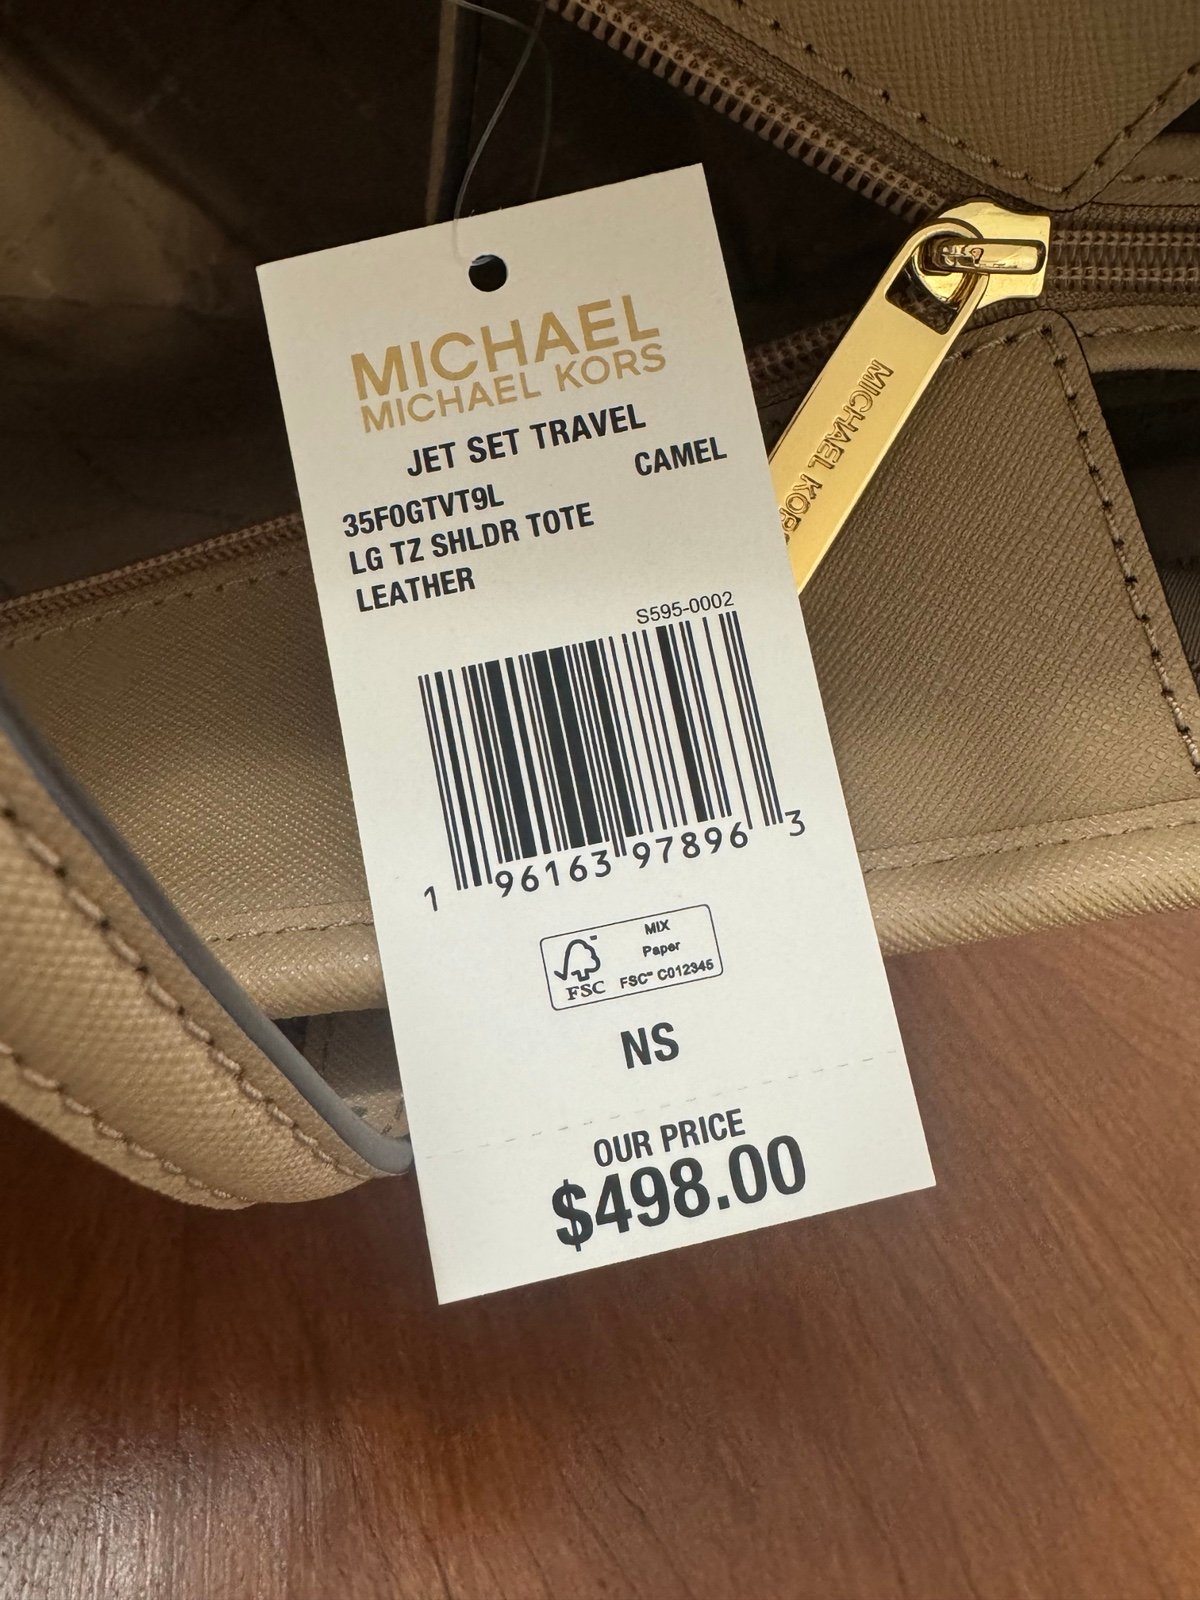 MICHAEL
MICHAEL KORS
JET SET TRAVEL
CAMEL
35F0GTVT9L
LG TZ SHLDR TOTE
LEATHER
S595-0002
1 96163 97896 3
FSC
MIX
Paper
FSC™ C012345
NS
OUR PRICE
$498.00
MICHAEL KORS